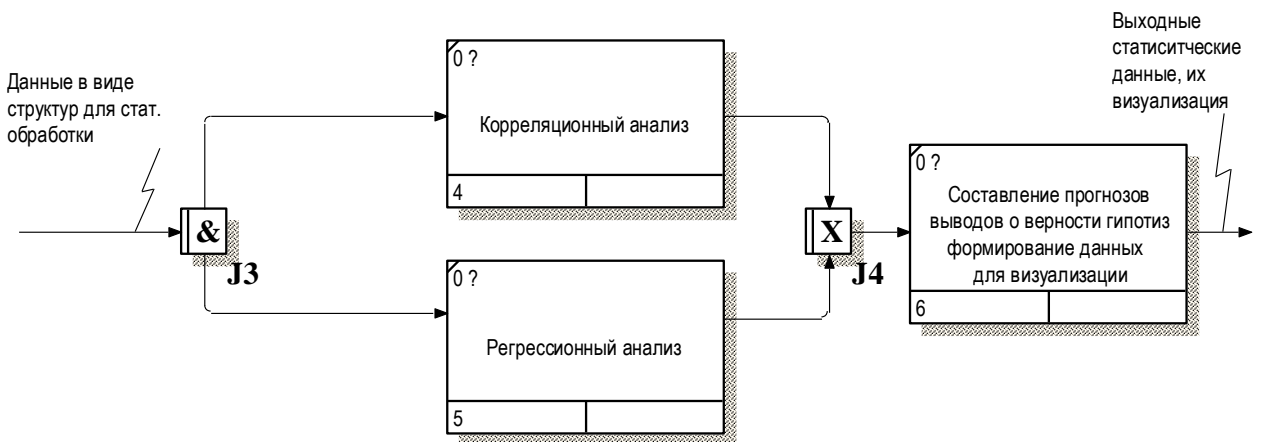 Данные в виде
структур для стат.
обработки
&
J3
0 ?
Корреляционный анализ
4
0 ?
Регрессионный анализ
5
X
J4
0 ?
Составление прогнозов
выводов о верности гипотиз
формирование данных
для визуализации
6
Выходные
статиситческие
данные, их
визуализация